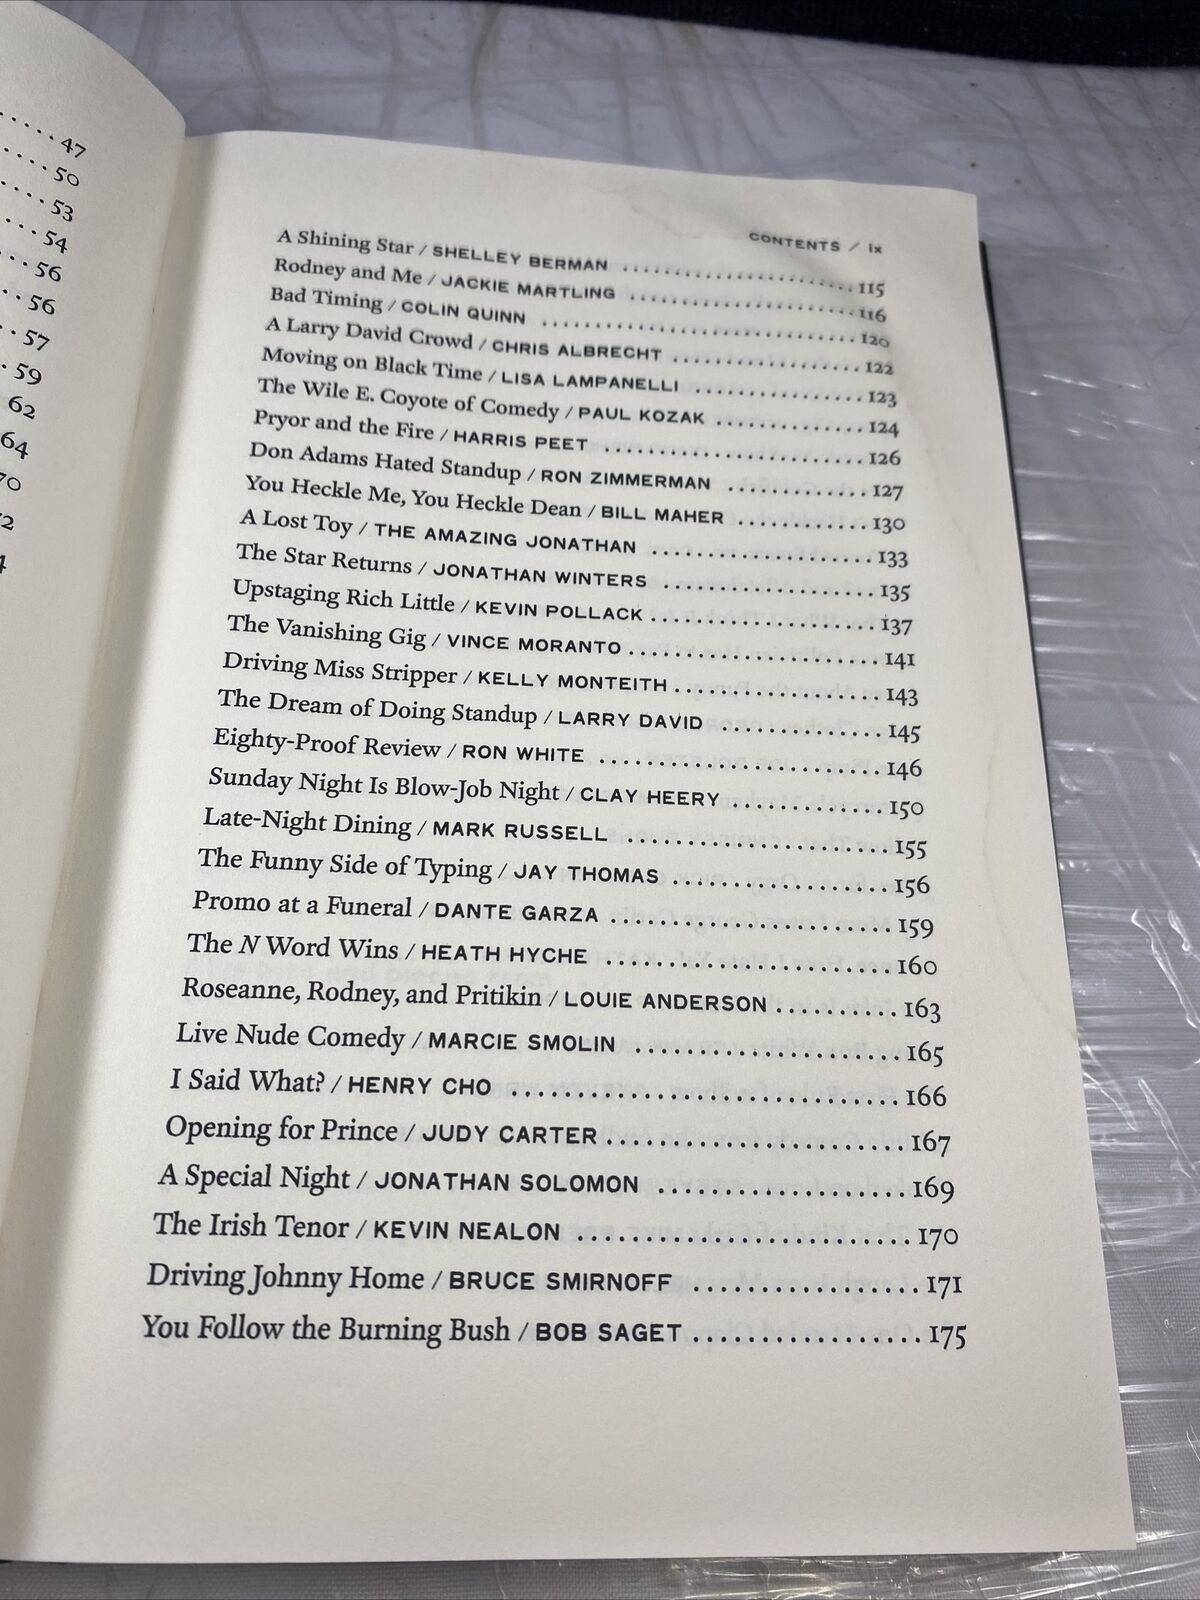 47
50
53
54
56
56
57
59
62
64
70
72
4
CONTENTS / ix
A Shining Star / SHELLEY BERMAN ..............................115
Rodney and Me / JACKIE MARTLING ..............................116
Bad Timing / COLIN QUINN ..............................120
A Larry David Crowd / CHRIS ALBRECHT ....................122
Moving on Black Time / LISA LAMPANELLI ..................123
The Wile E. Coyote of Comedy / PAUL KOZAK ...............124
Pryor and the Fire / HARRIS PEET ..........................126
Don Adams Hated Standup / RON ZIMMERMAN .............127
You Heckle Me, You Heckle Dean / BILL MAHER ............130
A Lost Toy / THE AMAZING JONATHAN ....................133
The Star Returns / JONATHAN WINTERS ...................135
Upstaging Rich Little / KEVIN POLLACK ....................137
The Vanishing Gig / VINCE MORANTO .......................141
Driving Miss Stripper / KELLY MONTEITH ..................143
The Dream of Doing Standup / LARRY DAVID ..............145
Eighty-Proof Review / RON WHITE .........................146
Sunday Night Is Blow-Job Night / CLAY HEERY .............150
Late-Night Dining / MARK RUSSELL .......................155
The Funny Side of Typing / JAY THOMAS ..................156
Promo at a Funeral / DANTE GARZA .......................159
The N Word Wins / HEATH HYCHE ........................160
Roseanne, Rodney, and Pritikin / LOUIE ANDERSON ..........163
Live Nude Comedy / MARCIE SMOLIN ....................165
I Said What? / HENRY CHO ..............................166
Opening for Prince / JUDY CARTER ......................167
A Special Night / JONATHAN SOLOMON ..................169
The Irish Tenor / KEVIN NEALON .........................170
Driving Johnny Home / BRUCE SMIRNOFF .................171
You Follow the Burning Bush / BOB SAGET .................175